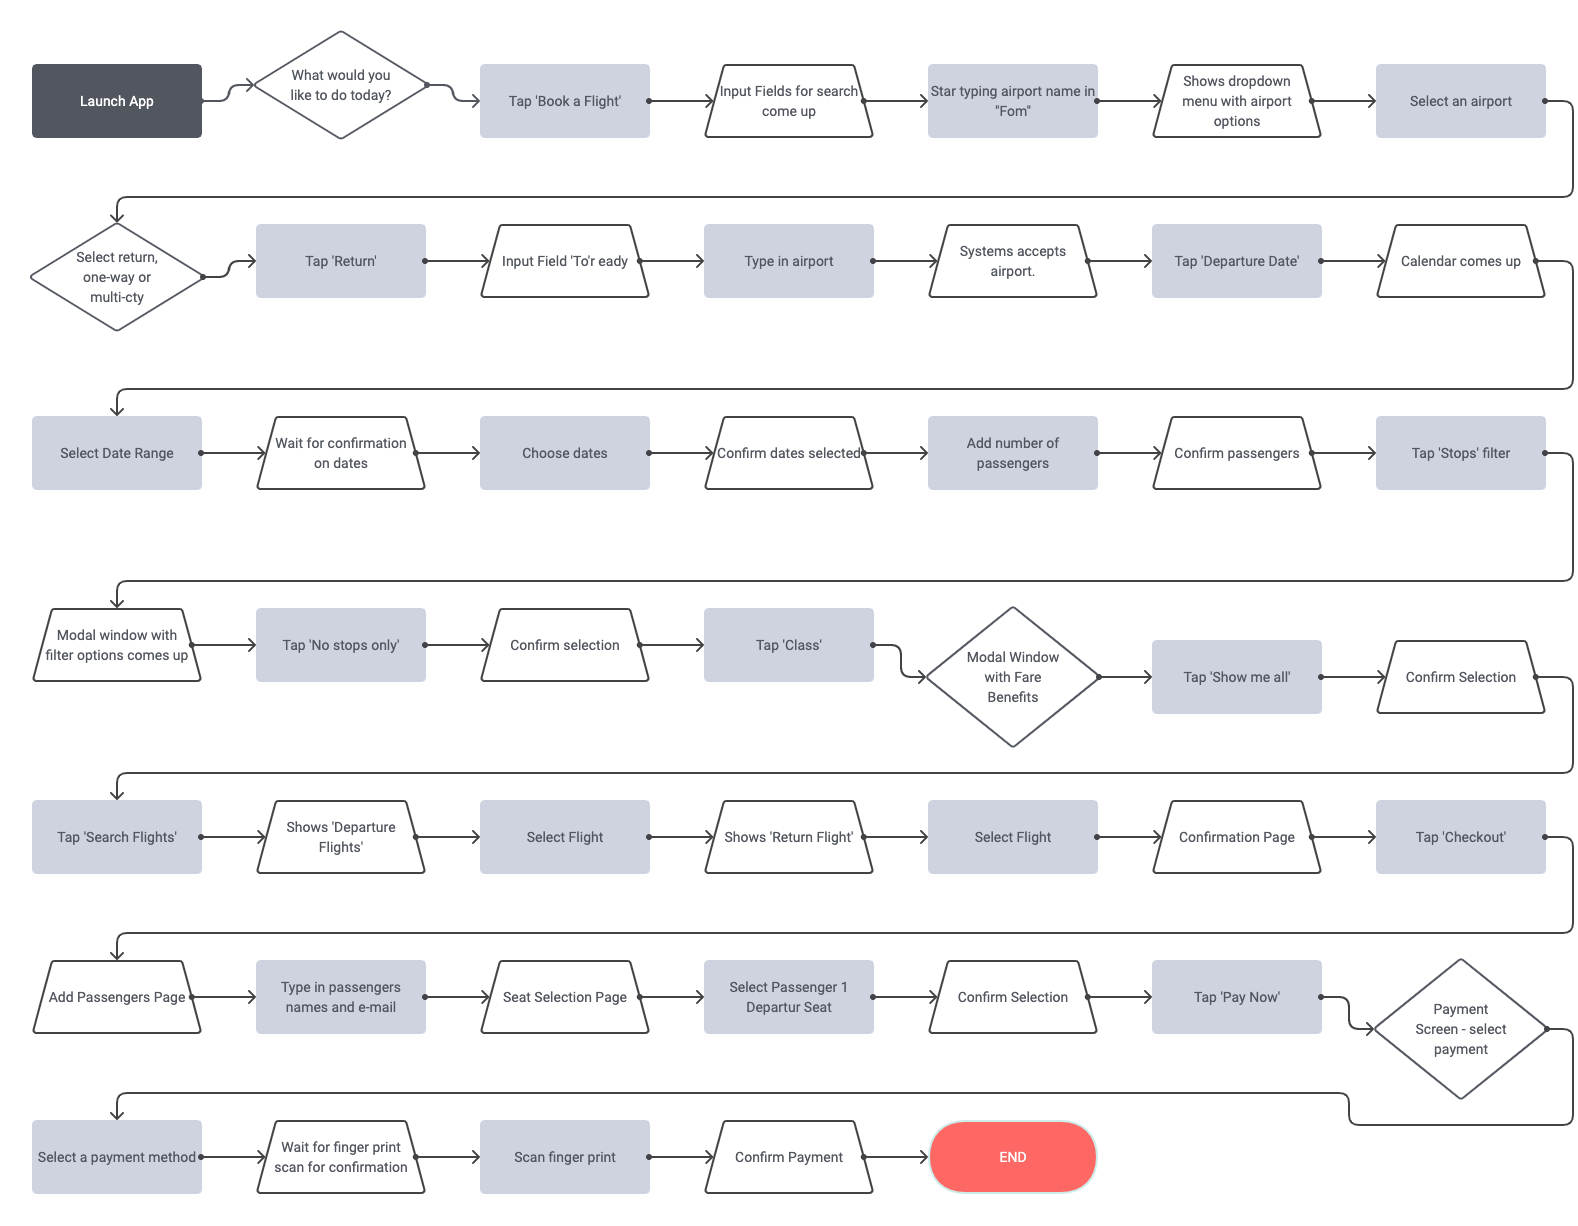 Launch App
What would you
like to do today?
Tap 'Book a Flight'
Input Fields for search
come up
Star typing airport name in
"Fom"
Shows dropdown
menu with airport
options
Select an airport
Select return,
one-way or
multi-cty
Tap 'Return'
Input Field 'To'r eady
Type in airport
Systems accepts
airport.
Tap 'Departure Date'
Calendar comes up
Select Date Range
Wait for confirmation
on dates
Choose dates
Confirm dates selected
Add number of
passengers
Confirm passengers
Tap 'Stops' filter
Modal window with
filter options comes up
Tap 'No stops only'
Confirm selection
Tap 'Class'
Modal Window
with Fare
Benefits
Tap 'Show me all'
Confirm Selection
Tap 'Search Flights'
Shows 'Departure
Flights'
Select Flight
Shows 'Return Flight'
Select Flight
Confirmation Page
Tap 'Checkout'
Add Passengers Page
Type in passengers
names and e-mail
Seat Selection Page
Select Passenger 1
Departur Seat
Confirm Selection
Tap 'Pay Now'
Payment
Screen - select
payment
Select a payment method
Wait for finger print
scan for confirmation
Scan finger print
Confirm Payment
END